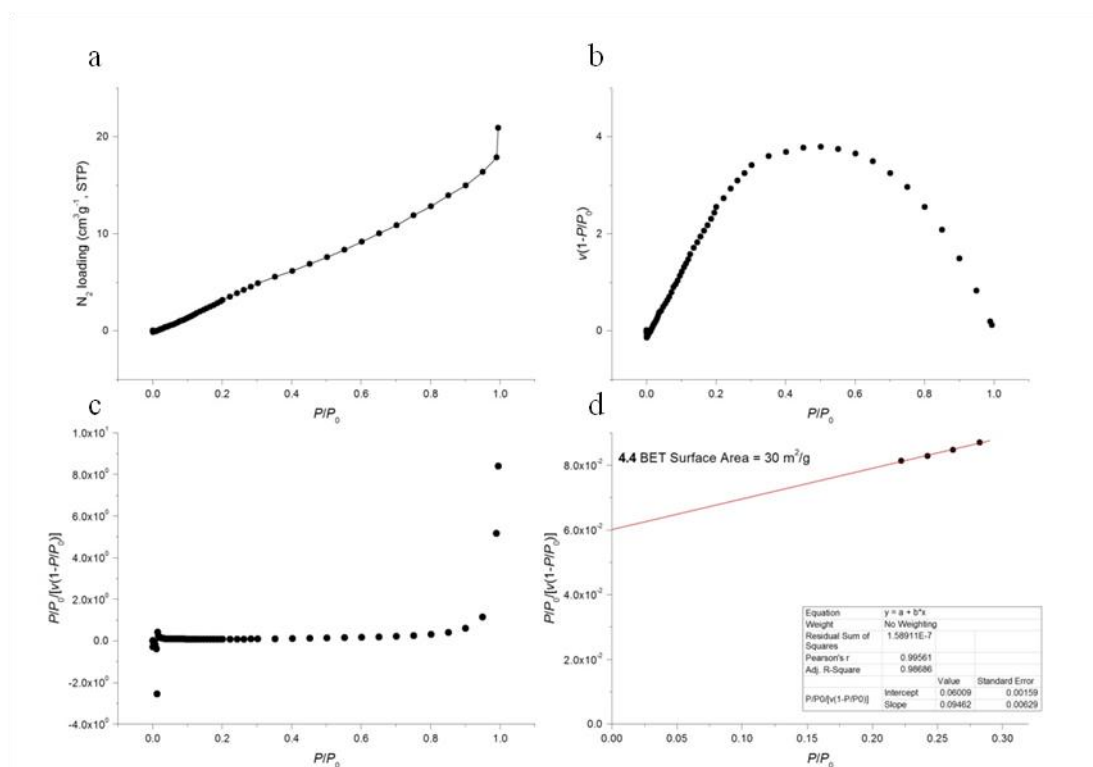 a
20
10
0
N₂ loading (cm³g⁻¹, STP)
0.0 0.2 0.4 0.6 0.8 1.0
P/P₀
b
4
2
0
v(1-P/P₀)
0.0 0.2 0.4 0.6 0.8 1.0
P/P₀
c
1.0x10¹
8.0x10⁰
6.0x10⁰
4.0x10⁰
2.0x10⁰
0.0
-2.0x10⁰
-4.0x10⁰
P/P₀/[v(1-P/P₀)]
0.0 0.2 0.4 0.6 0.8 1.0
P/P₀
d
4.4 BET Surface Area = 30 m²/g
8.0x10⁻²
6.0x10⁻²
4.0x10⁻²
2.0x10⁻²
0.0
P/P₀/[v(1-P/P₀)]
Equation y = a + b*x
Weight No Weighting
Residual Sum of Squares 1.58911E-7
Pearson's r 0.99561
Adj. R-Square 0.98686
Value Standard Error
P/P0/[v(1-P/P0)] Intercept 0.06009 0.00159
Slope 0.09462 0.00629
0.00 0.05 0.10 0.15 0.20 0.25 0.30
P/P₀